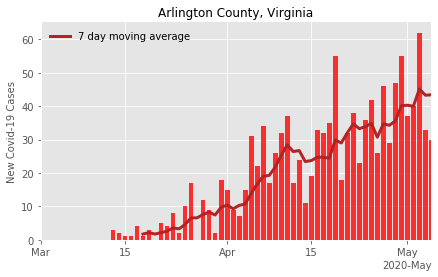 Arlington County, Virginia
7 day moving average
New Covid-19 Cases
60
50
40
30
20
10
0
Mar
15
Apr
15
May
2020-May